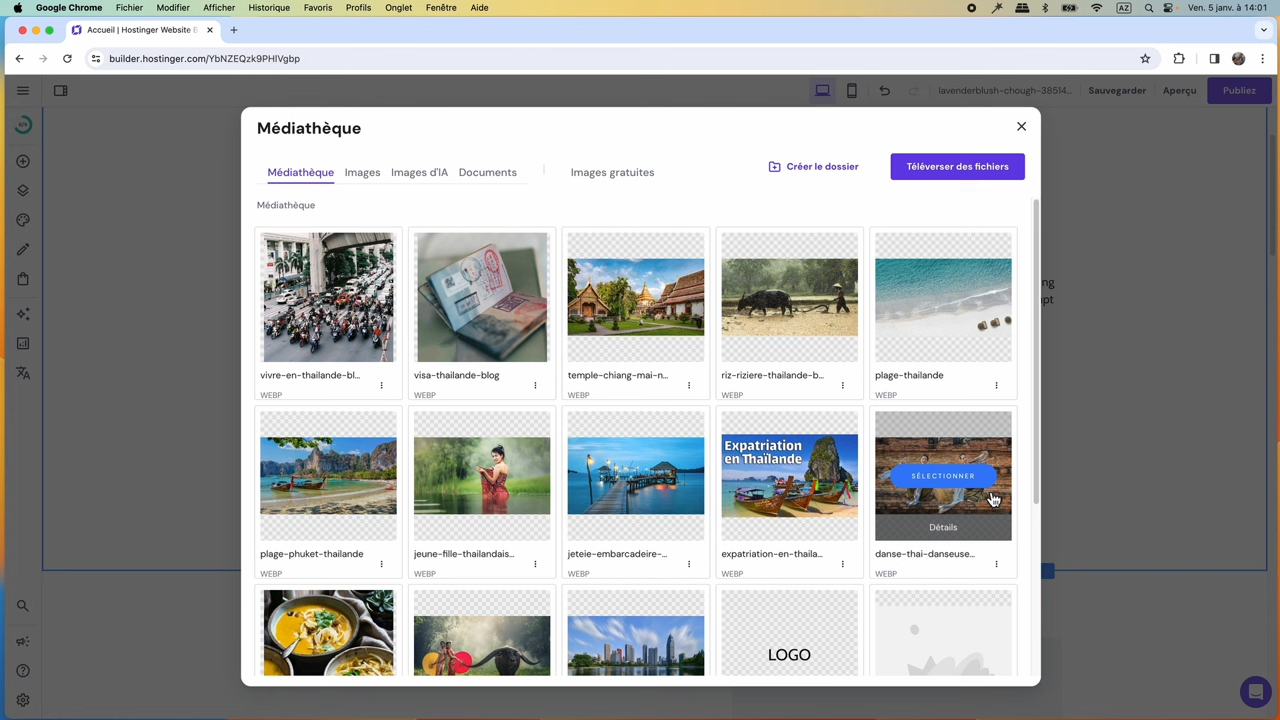 Google Chrome Fichier Modifier Afficher Historique Favoris Profils Onglet Fenêtre Aide AZ Ven. 5 janv. à 14:01
Accueil | Hostinger Website B
builder.hostinger.com/YbNZEQzk9PHIVgbp
lavenderblush-chough-38514... Sauvegarder Aperçu Publiez
Médiathèque
Médiathèque Images Images d'IA Documents Images gratuites Créer le dossier Téléverser des fichiers
Médiathèque
vivre-en-thailande-bl... visa-thailande-blog temple-chiang-mai-n... riz-riziere-thailande-b... plage-thailande
WEBP WEBP WEBP WEBP WEBP
Expatriation
en Thaïlande
SÉLECTIONNER
Détails
plage-phuket-thailande jeune-fille-thailandais... jeteie-embarcadeire-... expatriation-en-thaila... danse-thai-danseuse...
WEBP WEBP WEBP WEBP WEBP
LOGO